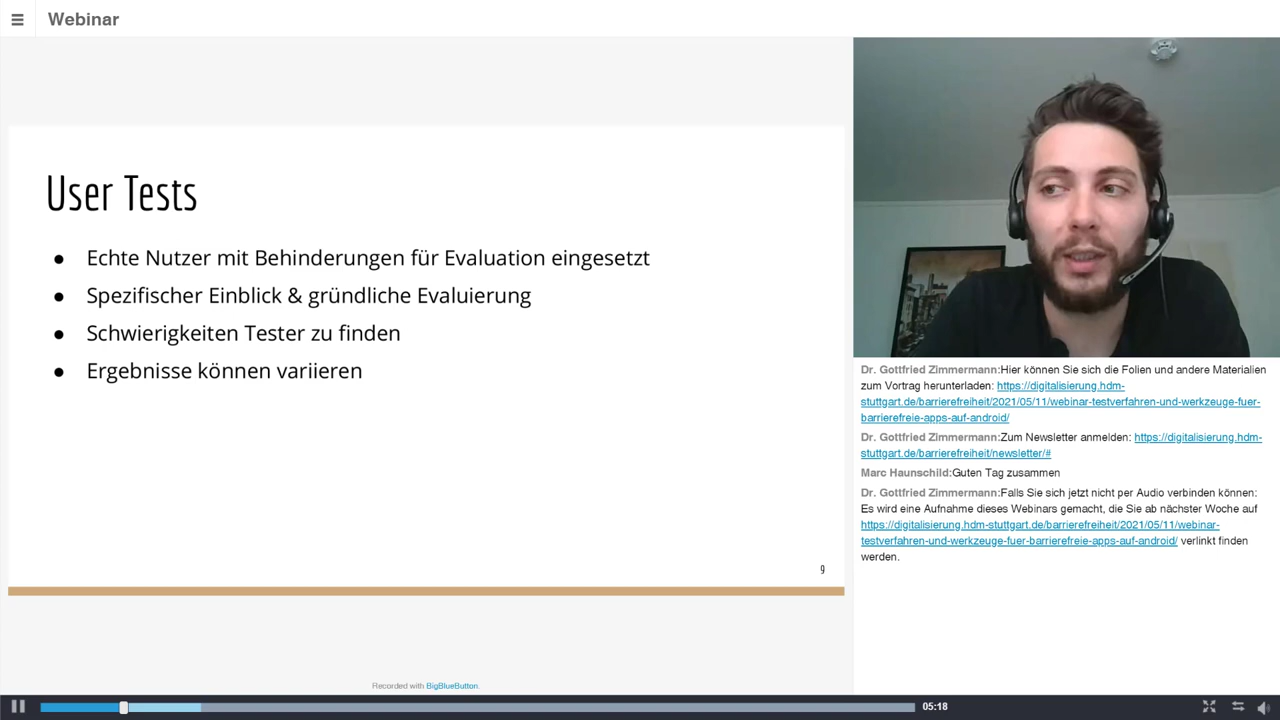 Webinar
User Tests
● Echte Nutzer mit Behinderungen für Evaluation eingesetzt
● Spezifischer Einblick & gründliche Evaluierung
● Schwierigkeiten Tester zu finden
● Ergebnisse können variieren
9
Recorded with BigBlueButton.
Dr. Gottfried Zimmermann:Hier können Sie sich die Folien und andere Materialien
zum Vortrag herunterladen: https://digitalisierung.hdm-
stuttgart.de/barrierefreiheit/2021/05/11/webinar-testverfahren-und-werkzeuge-fuer-
barrierefreie-apps-auf-android/
Dr. Gottfried Zimmermann:Zum Newsletter anmelden: https://digitalisierung.hdm-
stuttgart.de/barrierefreiheit/newsletter/#
Marc Haunschild:Guten Tag zusammen
Dr. Gottfried Zimmermann:Falls Sie sich jetzt nicht per Audio verbinden können:
Es wird eine Aufnahme dieses Webinars gemacht, die Sie ab nächster Woche auf
https://digitalisierung.hdm-stuttgart.de/barrierefreiheit/2021/05/11/webinar-
testverfahren-und-werkzeuge-fuer-barrierefreie-apps-auf-android/ verlinkt finden
werden.
05:18